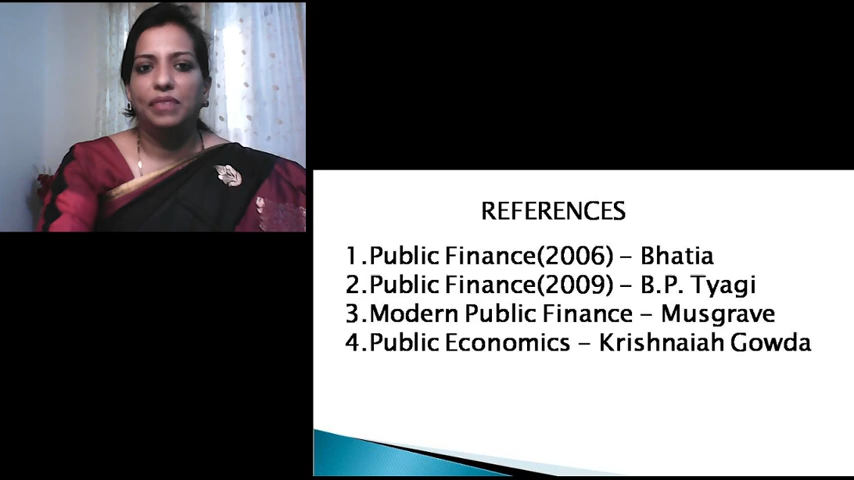 REFERENCES
1.Public Finance(2006) – Bhatia
2.Public Finance(2009) – B.P. Tyagi
3.Modern Public Finance – Musgrave
4.Public Economics – Krishnaiah Gowda